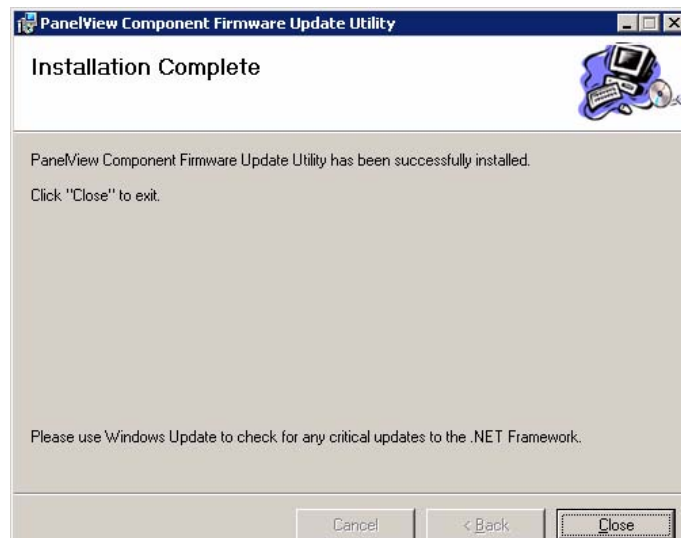 PanelView Component Firmware Update Utility
Installation Complete
PanelView Component Firmware Update Utility has been successfully installed.
Click "Close" to exit.
Please use Windows Update to check for any critical updates to the .NET Framework.
Cancel
< Back
Close